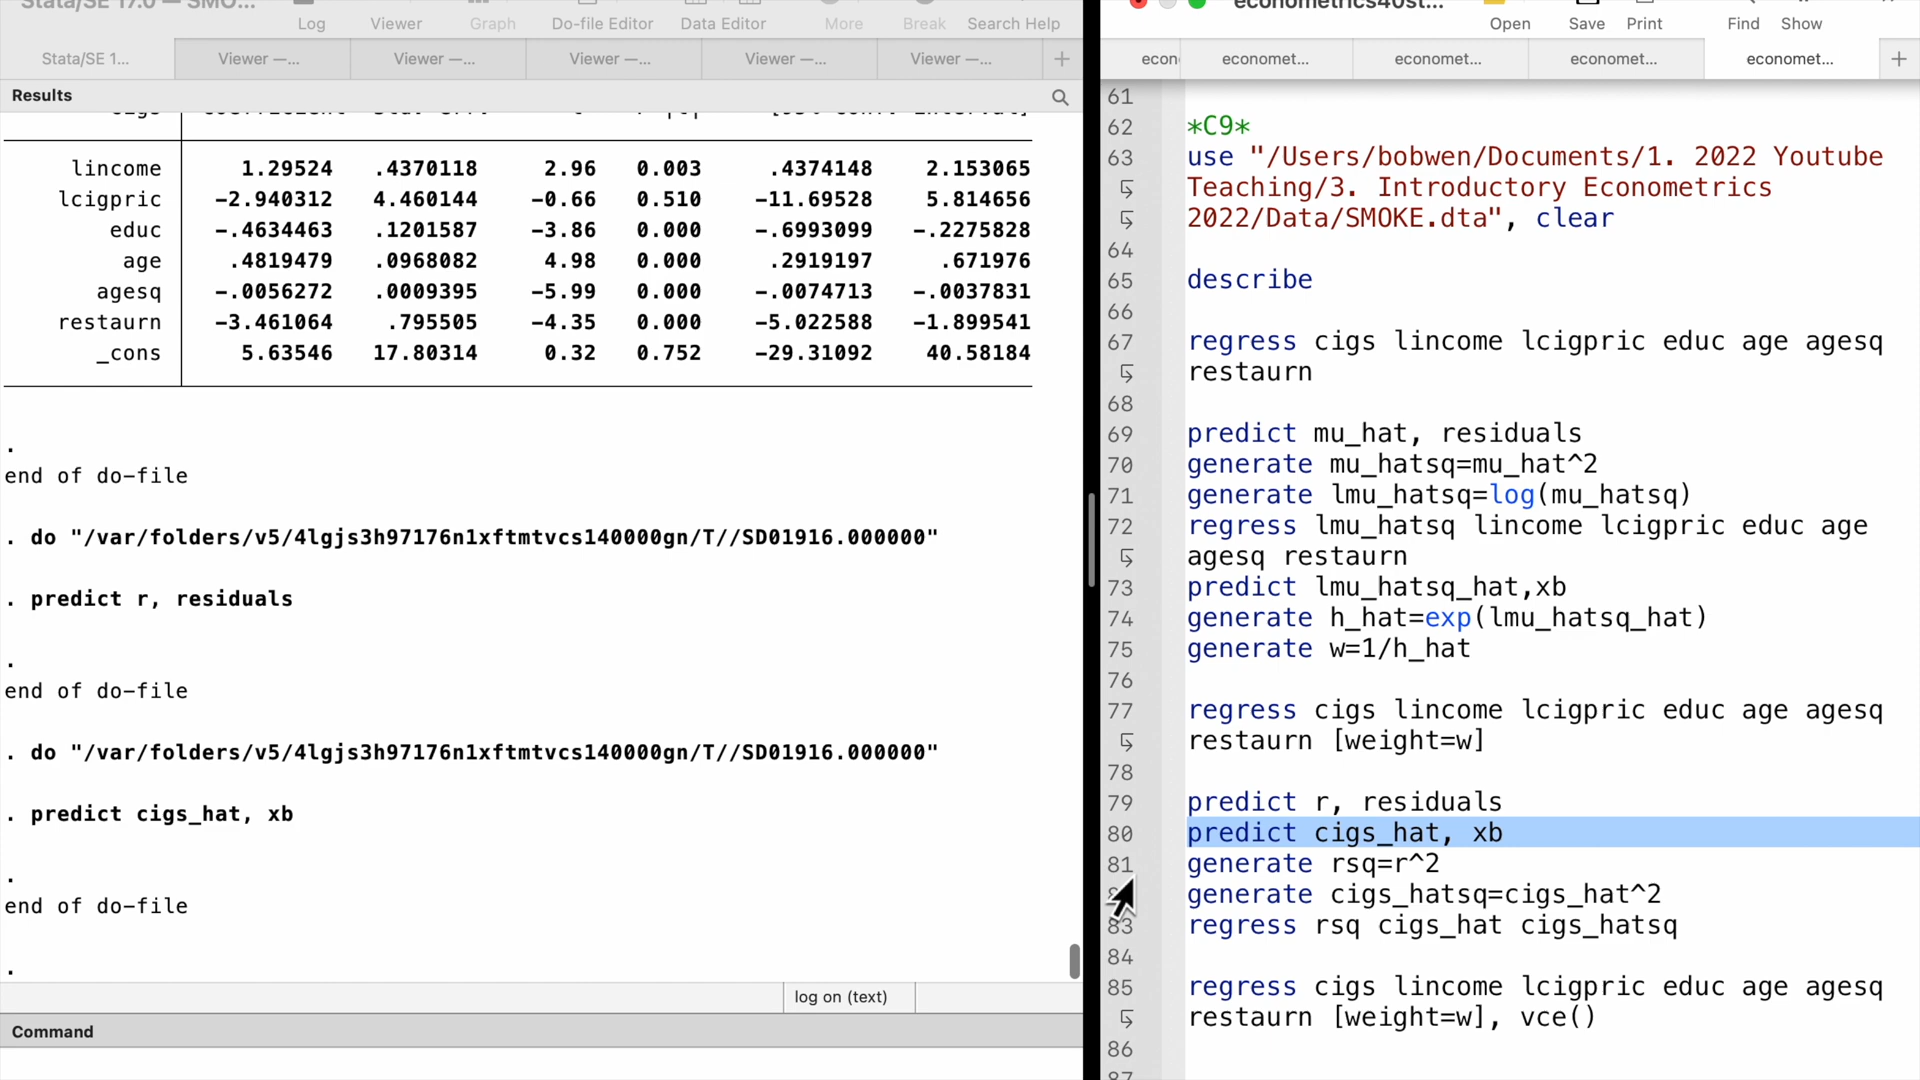 Stata/SE 17.0 — SMO...
Log
Viewer
Graph
Do-file Editor
Data Editor
More
Break
Search Help
Stata/SE 1...
Viewer —...
Viewer —...
Viewer —...
Viewer —...
Viewer —...
Results
lincome 1.29524 .4370118 2.96 0.003 .4374148 2.153065
lcigpric -2.940312 4.460144 -0.66 0.510 -11.69528 5.814656
educ -.4634463 .1201587 -3.86 0.000 -.6993099 -.2275828
age .4819479 .0968082 4.98 0.000 .2919197 .671976
agesq -.0056272 .0009395 -5.99 0.000 -.0074713 -.0037831
restaurn -3.461064 .795505 -4.35 0.000 -5.022588 -1.899541
_cons 5.63546 17.80314 0.32 0.752 -29.31092 40.58184
.
end of do-file
. do "/var/folders/v5/4lgjs3h97176n1xftmtvcs140000gn/T//SD01916.000000"
. predict r, residuals
.
end of do-file
. do "/var/folders/v5/4lgjs3h97176n1xftmtvcs140000gn/T//SD01916.000000"
. predict cigs_hat, xb
.
end of do-file
.
log on (text)
Command
econometrics40st...
Open
Save
Print
Find
Show
econ
economet...
economet...
economet...
economet...
61
62 *C9*
63 use "/Users/bobwen/Documents/1. 2022 Youtube
Teaching/3. Introductory Econometrics
2022/Data/SMOKE.dta", clear
64
65 describe
66
67 regress cigs lincome lcigpric educ age agesq
restaurn
68
69 predict mu_hat, residuals
70 generate mu_hatsq=mu_hat^2
71 generate lmu_hatsq=log(mu_hatsq)
72 regress lmu_hatsq lincome lcigpric educ age
agesq restaurn
73 predict lmu_hatsq_hat,xb
74 generate h_hat=exp(lmu_hatsq_hat)
75 generate w=1/h_hat
76
77 regress cigs lincome lcigpric educ age agesq
restaurn [weight=w]
78
79 predict r, residuals
80 predict cigs_hat, xb
81 generate rsq=r^2
generate cigs_hatsq=cigs_hat^2
83 regress rsq cigs_hat cigs_hatsq
84
85 regress cigs lincome lcigpric educ age agesq
restaurn [weight=w], vce()
86
87